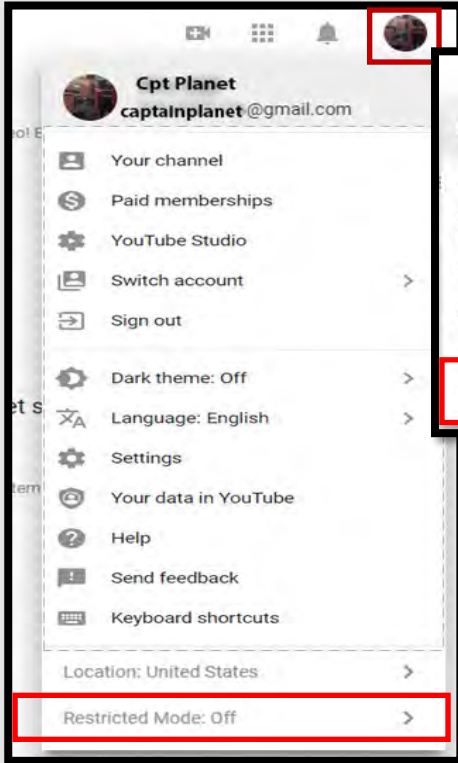 Cpt Planet
captainplanet@gmail.com
Your channel
Paid memberships
YouTube Studio
Switch account
Sign out
Dark theme: Off
Language: English
Settings
Your data in YouTube
Help
Send feedback
Keyboard shortcuts
Location: United States
Restricted Mode: Off